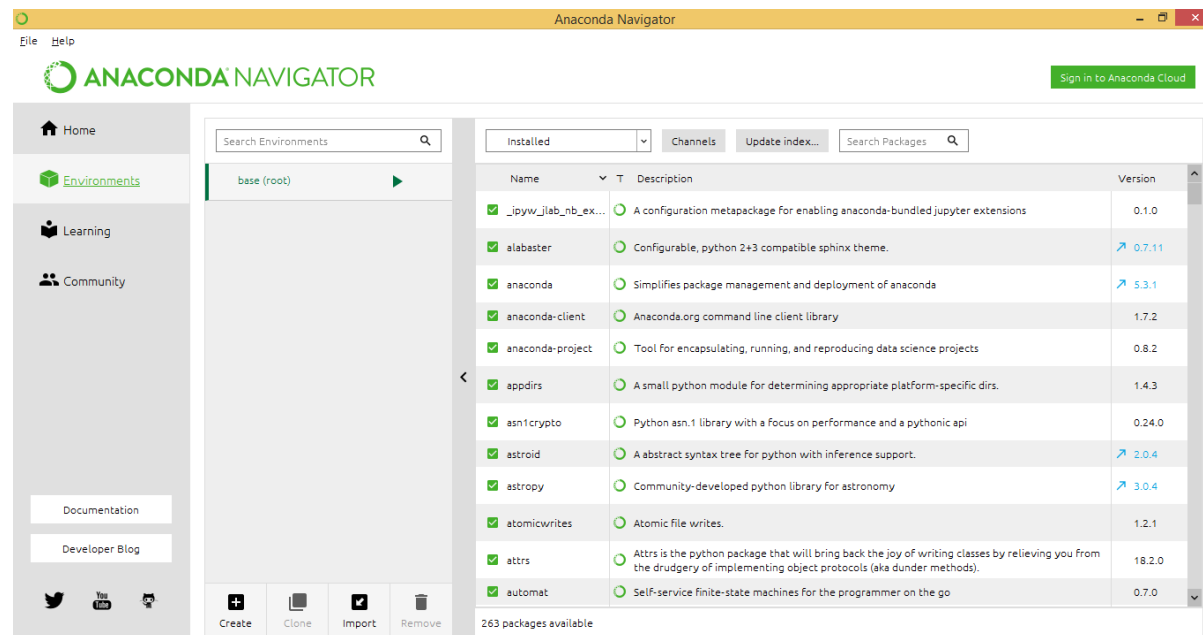 Anaconda Navigator
File Help
ANACONDA NAVIGATOR
Sign in to Anaconda Cloud
Home
Environments
Learning
Community
Documentation
Developer Blog
You
Tube
Search Environments
base (root)
Create Clone Import Remove
Installed Channels Update index... Search Packages
Name T Description Version
_ipyw_jlab_nb_ex... A configuration metapackage for enabling anaconda-bundled jupyter extensions 0.1.0
alabaster Configurable, python 2+3 compatible sphinx theme. 0.7.11
anaconda Simplifies package management and deployment of anaconda 5.3.1
anaconda-client Anaconda.org command line client library 1.7.2
anaconda-project Tool for encapsulating, running, and reproducing data science projects 0.8.2
appdirs A small python module for determining appropriate platform-specific dirs. 1.4.3
asn1crypto Python asn.1 library with a focus on performance and a pythonic api 0.24.0
astroid A abstract syntax tree for python with inference support. 2.0.4
astropy Community-developed python library for astronomy 3.0.4
atomicwrites Atomic file writes. 1.2.1
attrs Attrs is the python package that will bring back the joy of writing classes by relieving you from
the drudgery of implementing object protocols (aka dunder methods). 18.2.0
automat Self-service finite-state machines for the programmer on the go 0.7.0
263 packages available